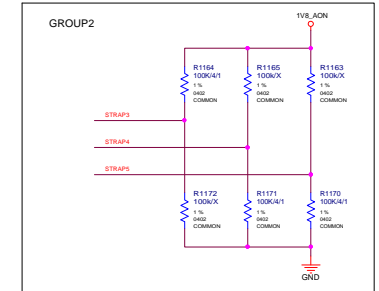 GROUP2
1V8_AON
R1164
100K/4/1
1 %
0402
COMMON
R1165
100k/X
1 %
0402
COMMON
R1163
100k/X
1 %
0402
COMMON
STRAP3
STRAP4
STRAP5
R1172
100k/X
1 %
0402
COMMON
R1171
100K/4/1
1 %
0402
COMMON
R1170
100K/4/1
1 %
0402
COMMON
GND